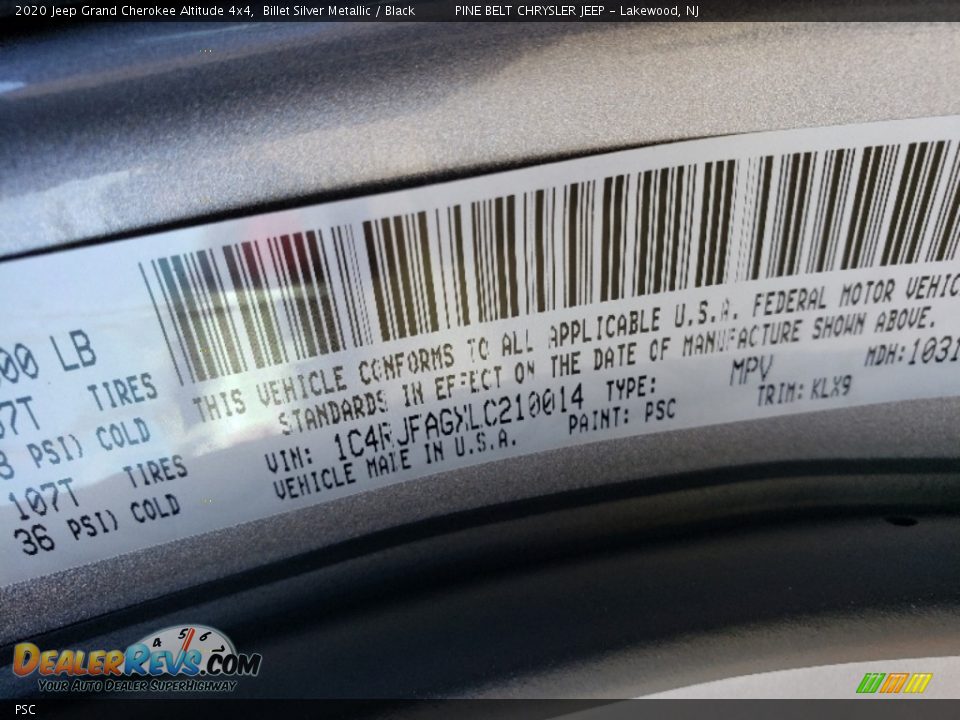 2020 Jeep Grand Cherokee Altitude 4x4, Billet Silver Metallic / Black PINE BELT CHRYSLER JEEP - Lakewood, NJ
00 LB
7T TIRES
PSI) COLD
107T TIRES
36 PSI) COLD
THIS VEHICLE CONFORMS TO ALL APPLICABLE U.S.A. FEDERAL MOTOR VEHIC
STANDARDS IN EFFECT ON THE DATE OF MANUFACTURE SHOWN ABOVE.
VIN: 1C4RJFAGXLC210014 TYPE: MPV MDH: 1031
VEHICLE MADE IN U.S.A. PAINT: PSC TRIM: KLX9
4 5 6
DEALERREVS.COM
YOUR AUTO DEALER SUPERHIGHWAY
PSC